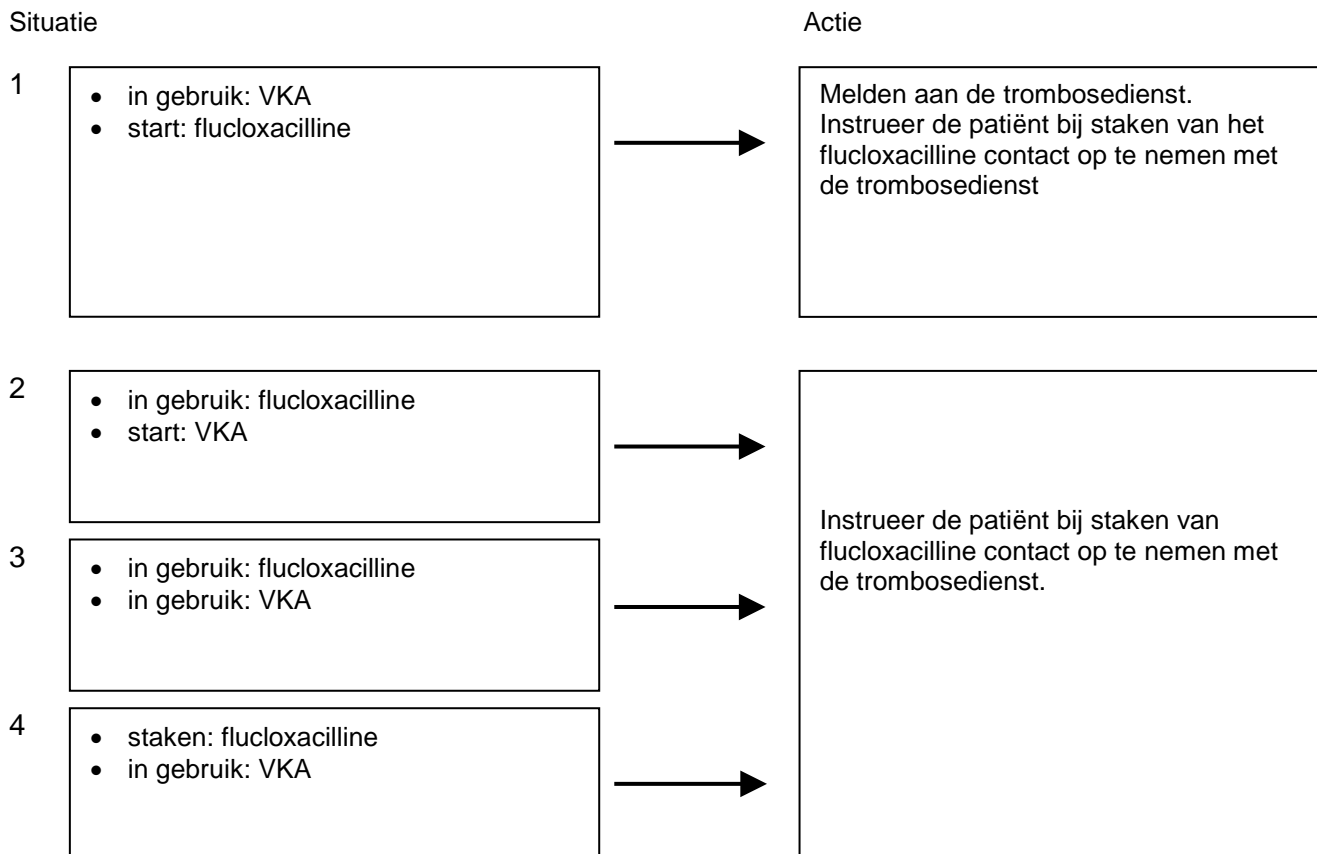 Situatie
Actie
1
• in gebruik: VKA
• start: flucloxacilline
Melden aan de trombosedienst.
Instrueer de patiënt bij staken van het
flucloxacilline contact op te nemen met
de trombosedienst
2
• in gebruik: flucloxacilline
• start: VKA
3
• in gebruik: flucloxacilline
• in gebruik: VKA
4
• staken: flucloxacilline
• in gebruik: VKA
Instrueer de patiënt bij staken van
flucloxacilline contact op te nemen met
de trombosedienst.